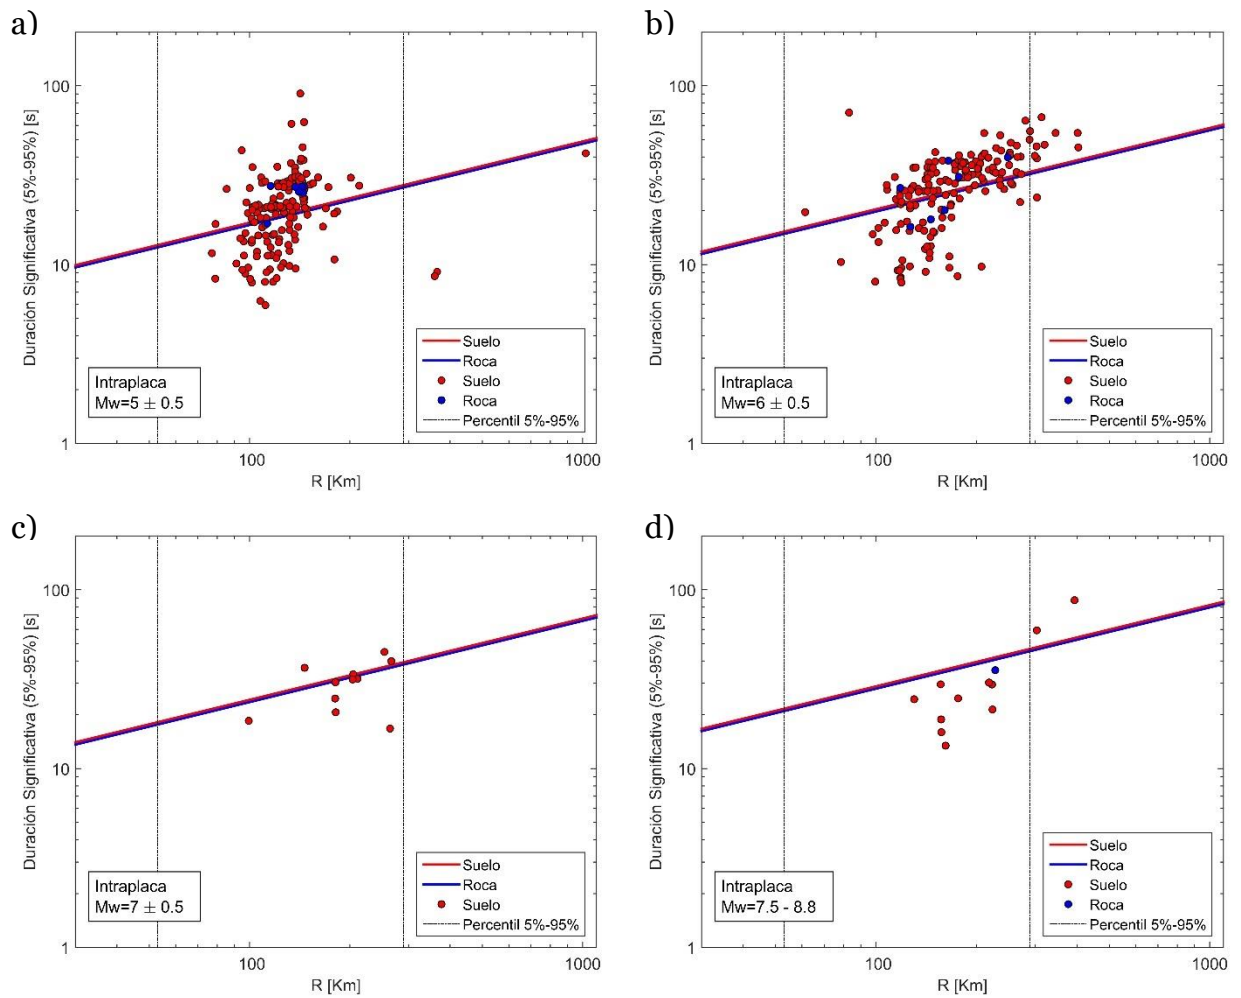 a)
Duración Significativa (5%-95%) [s]
100
10
1
Intraplaca
Mw=5 ± 0.5
Suelo
Roca
Suelo
Roca
Percentil 5%-95%
100
1000
R [Km]
b)
Duración Significativa (5%-95%) [s]
100
10
1
Intraplaca
Mw=6 ± 0.5
Suelo
Roca
Suelo
Roca
Percentil 5%-95%
100
1000
R [Km]
c)
Duración Significativa (5%-95%) [s]
100
10
1
Intraplaca
Mw=7 ± 0.5
Suelo
Roca
Suelo
Percentil 5%-95%
100
1000
R [Km]
d)
Duración Significativa (5%-95%) [s]
100
10
1
Intraplaca
Mw=7.5 - 8.8
Suelo
Roca
Suelo
Roca
Percentil 5%-95%
100
1000
R [Km]